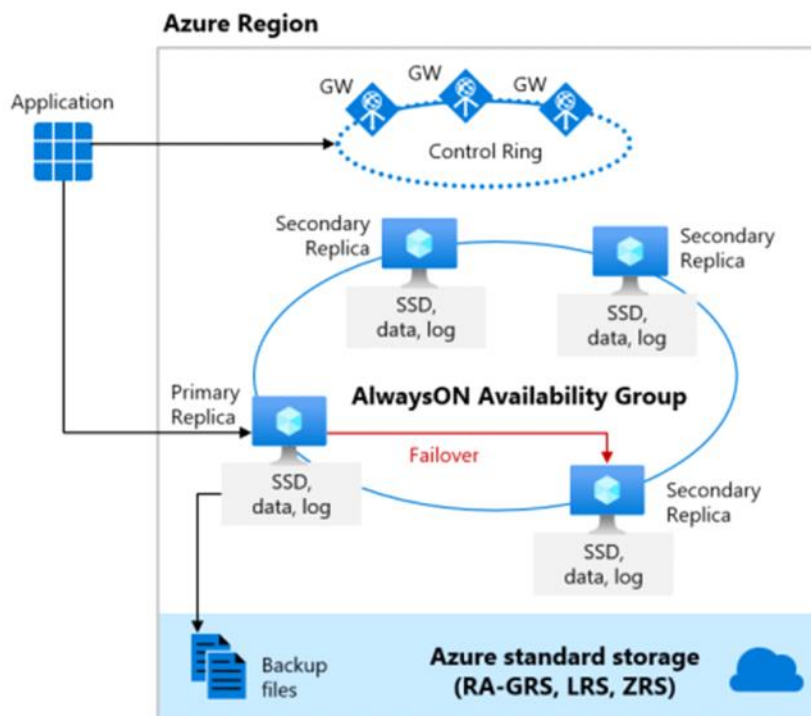 Azure Region
GW
GW
GW
Application
Control Ring
Secondary
Replica
Secondary
Replica
SSD,
data, log
SSD,
data, log
Primary
Replica
AlwaysON Availability Group
Failover
SSD,
data, log
Secondary
Replica
SSD,
data, log
Backup
files
Azure standard storage
(RA-GRS, LRS, ZRS)